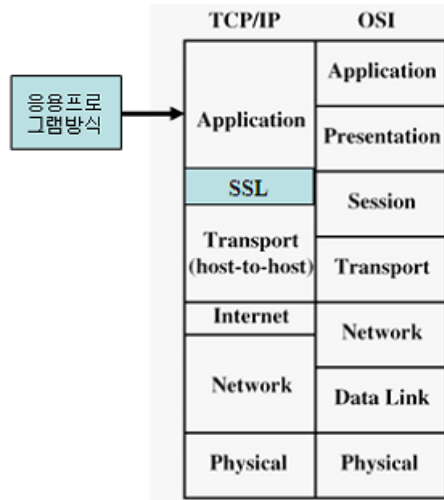 TCP/IP OSI
응용프로
그램방식
Application
SSL
Transport
(host-to-host)
Internet
Network
Physical
Application
Presentation
Session
Transport
Network
Data Link
Physical